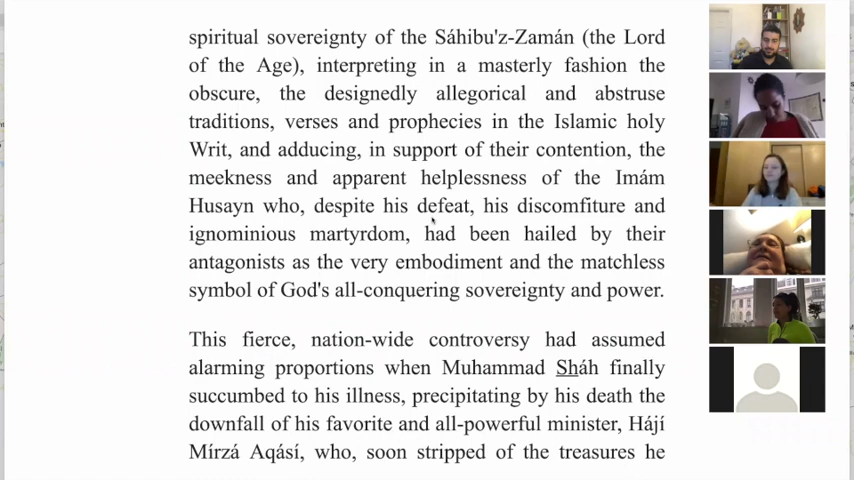 spiritual sovereignty of the Sáhibu'z-Zamán (the Lord
of the Age), interpreting in a masterly fashion the
obscure, the designedly allegorical and abstruse
traditions, verses and prophecies in the Islamic holy
Writ, and adducing, in support of their contention, the
meekness and apparent helplessness of the Imám
Husayn who, despite his defeat, his discomfiture and
ignominious martyrdom, had been hailed by their
antagonists as the very embodiment and the matchless
symbol of God's all-conquering sovereignty and power.
This fierce, nation-wide controversy had assumed
alarming proportions when Muhammad Sháh finally
succumbed to his illness, precipitating by his death the
downfall of his favorite and all-powerful minister, Hájí
Mírzá Aqásí, who, soon stripped of the treasures he